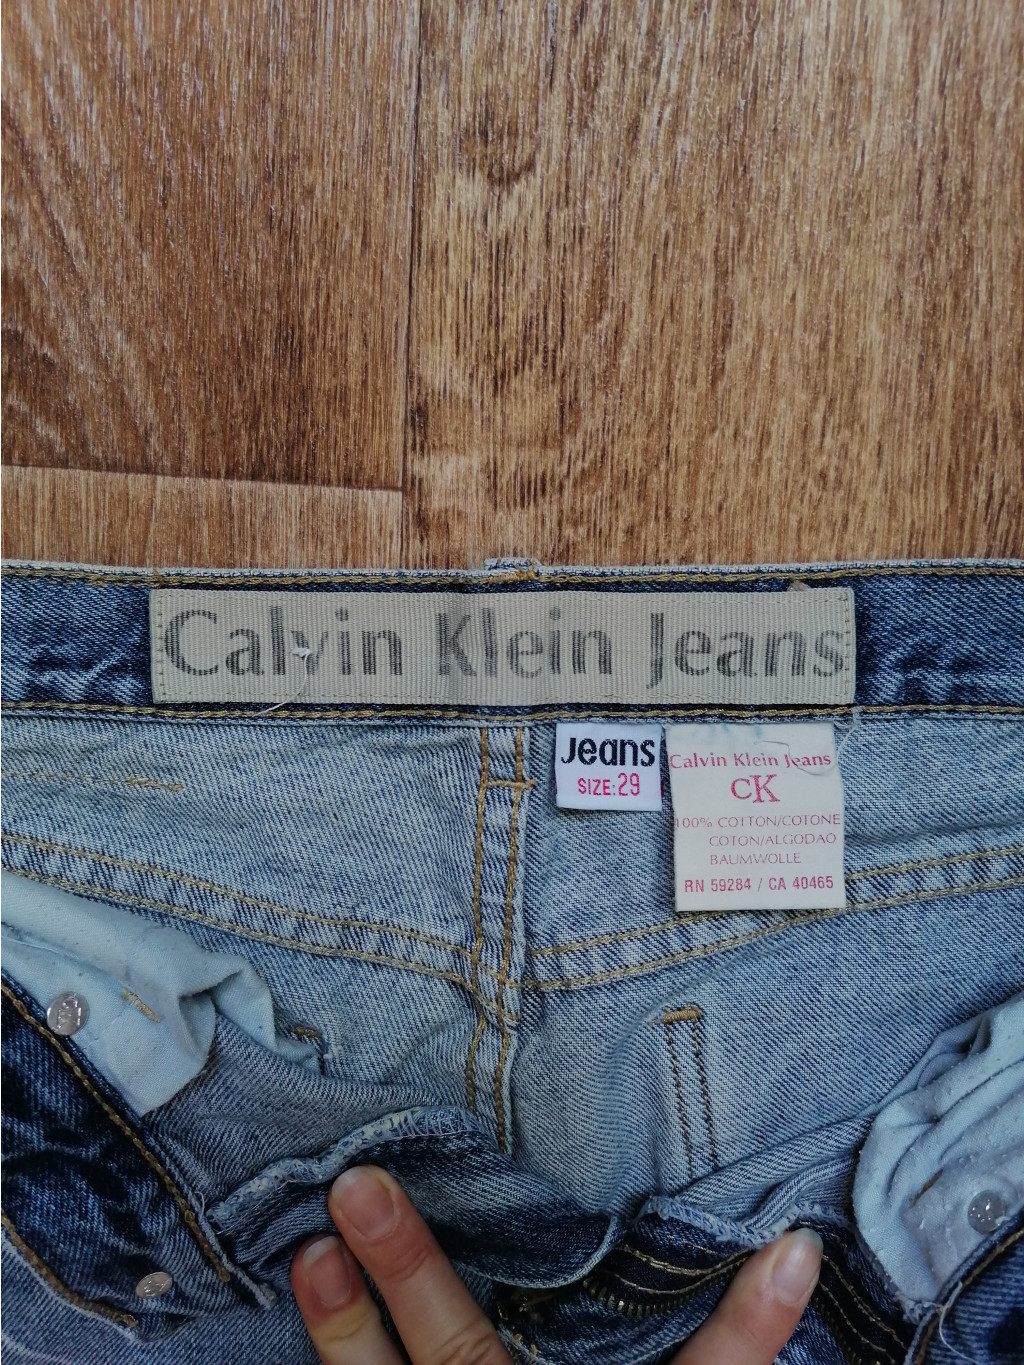 Calvin Klein Jeans
Jeans
SIZE:29
Calvin Klein Jeans
CK
100% COTTON/COTONE
COTON/ALGODAO
BAUMWOLLE
RN 59284 / CA 40465